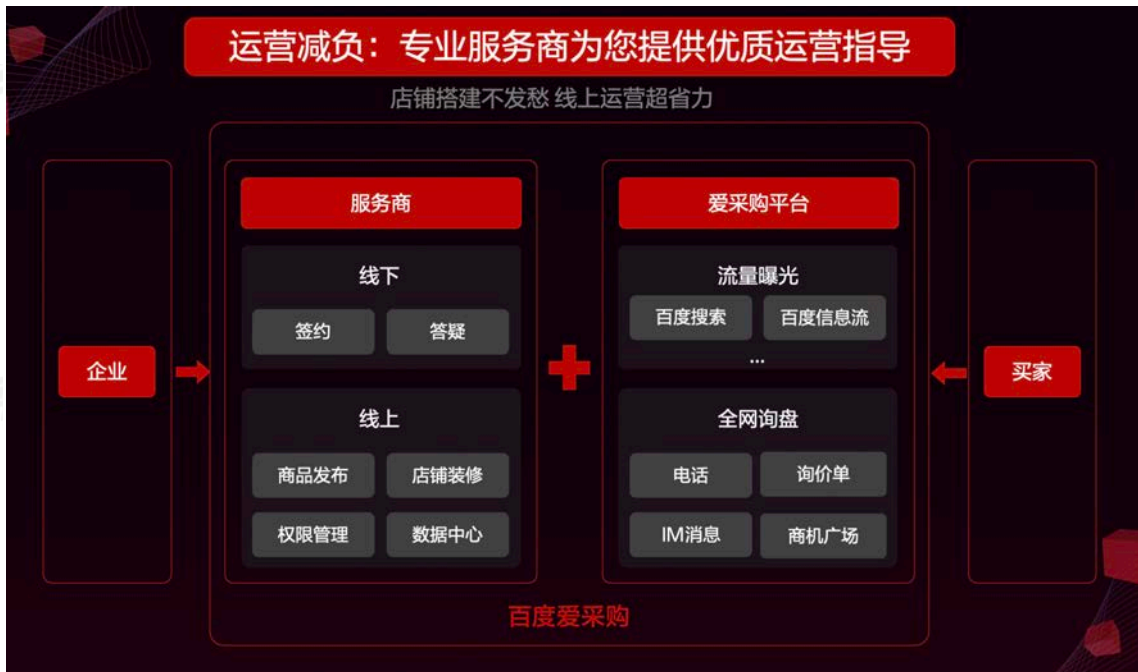 运营减负：专业服务商为您提供优质运营指导
店铺搭建不发愁 线上运营超省力
企业
服务商
线下
签约 答疑
线上
商品发布 店铺装修
权限管理 数据中心
爱采购平台
流量曝光
百度搜索 百度信息流
...
全网询盘
电话 询价单
IM消息 商机广场
买家
百度爱采购